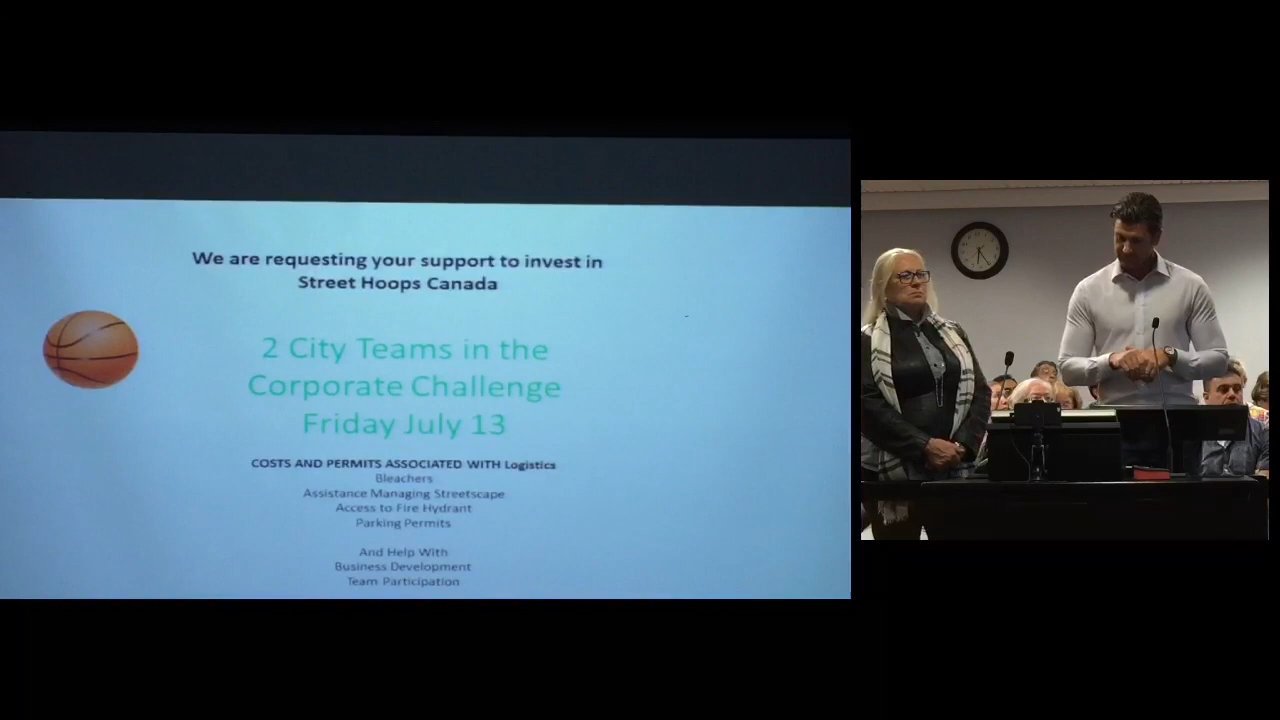 We are requesting your support to invest in
Street Hoops Canada
2 City Teams in the
Corporate Challenge
Friday July 13
COSTS AND PERMITS ASSOCIATED WITH Logistics
Bleachers
Assistance Managing Streetscape
Access to Fire Hydrant
Parking Permits
And Help With
Business Development
Team Participation